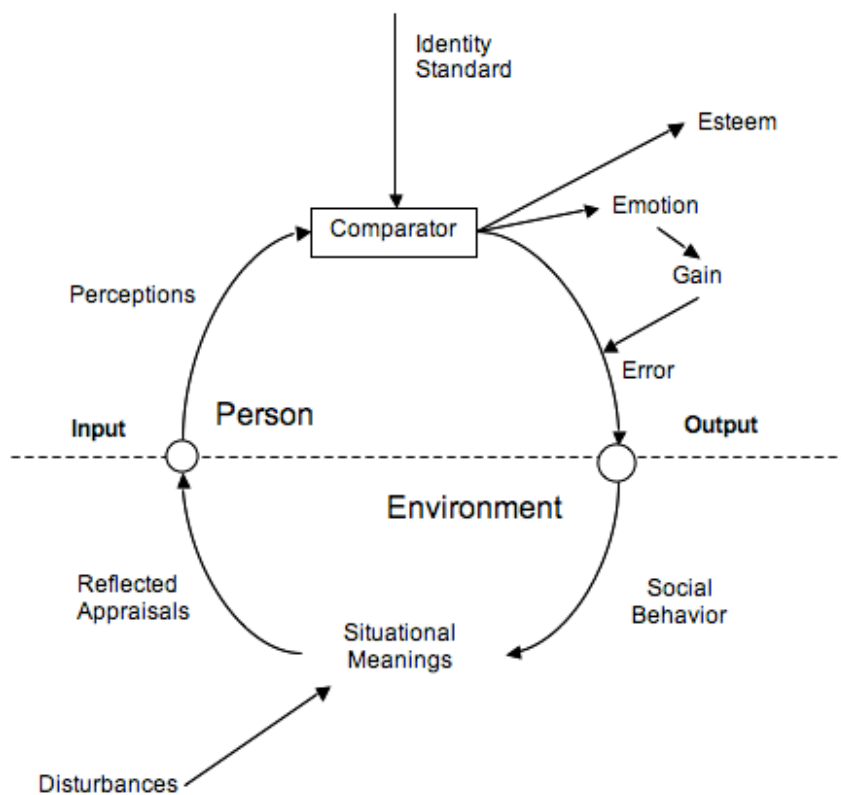 Identity
Standard
Esteem
Emotion
Comparator
Gain
Perceptions
Error
Person
Input
Output
Environment
Reflected
Appraisals
Social
Behavior
Situational
Meanings
Disturbances